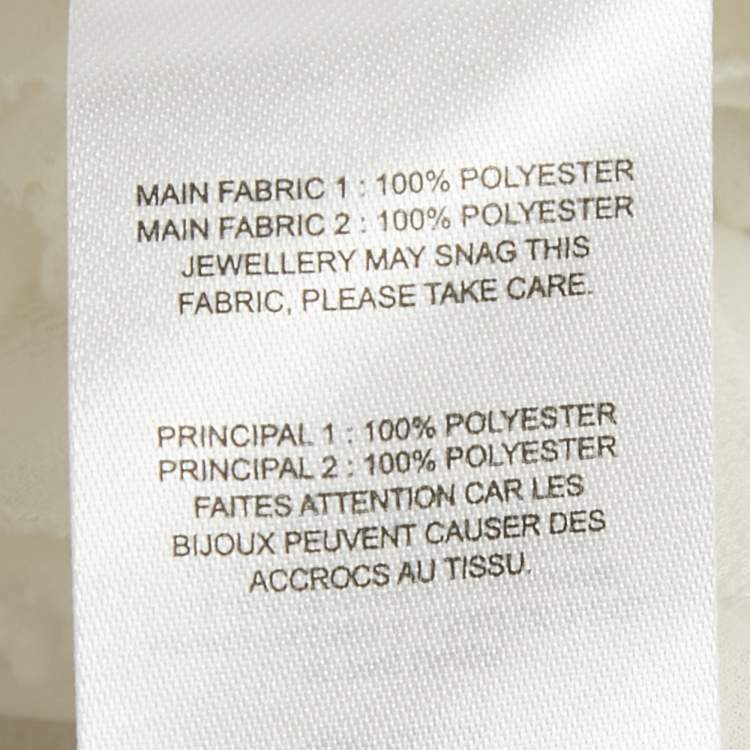 MAIN FABRIC 1 : 100% POLYESTER
MAIN FABRIC 2 : 100% POLYESTER
JEWELLERY MAY SNAG THIS
FABRIC, PLEASE TAKE CARE.
PRINCIPAL 1 : 100% POLYESTER
PRINCIPAL 2 : 100% POLYESTER
FAITES ATTENTION CAR LES
BIJOUX PEUVENT CAUSER DES
ACCROCS AU TISSU.